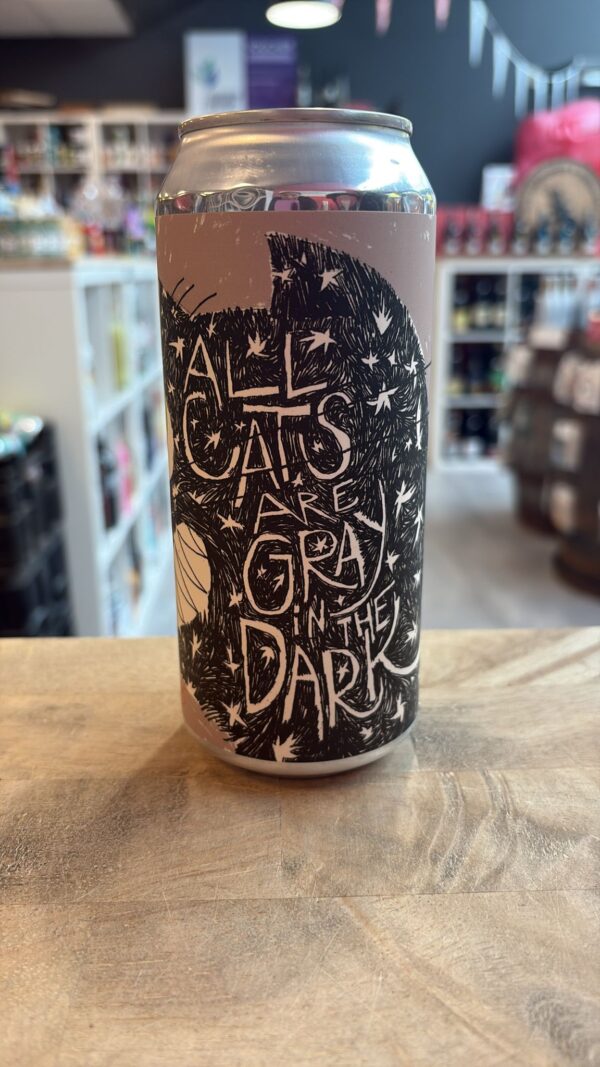 ALL
CATS
ARE
GRAY
iN THE
DARK